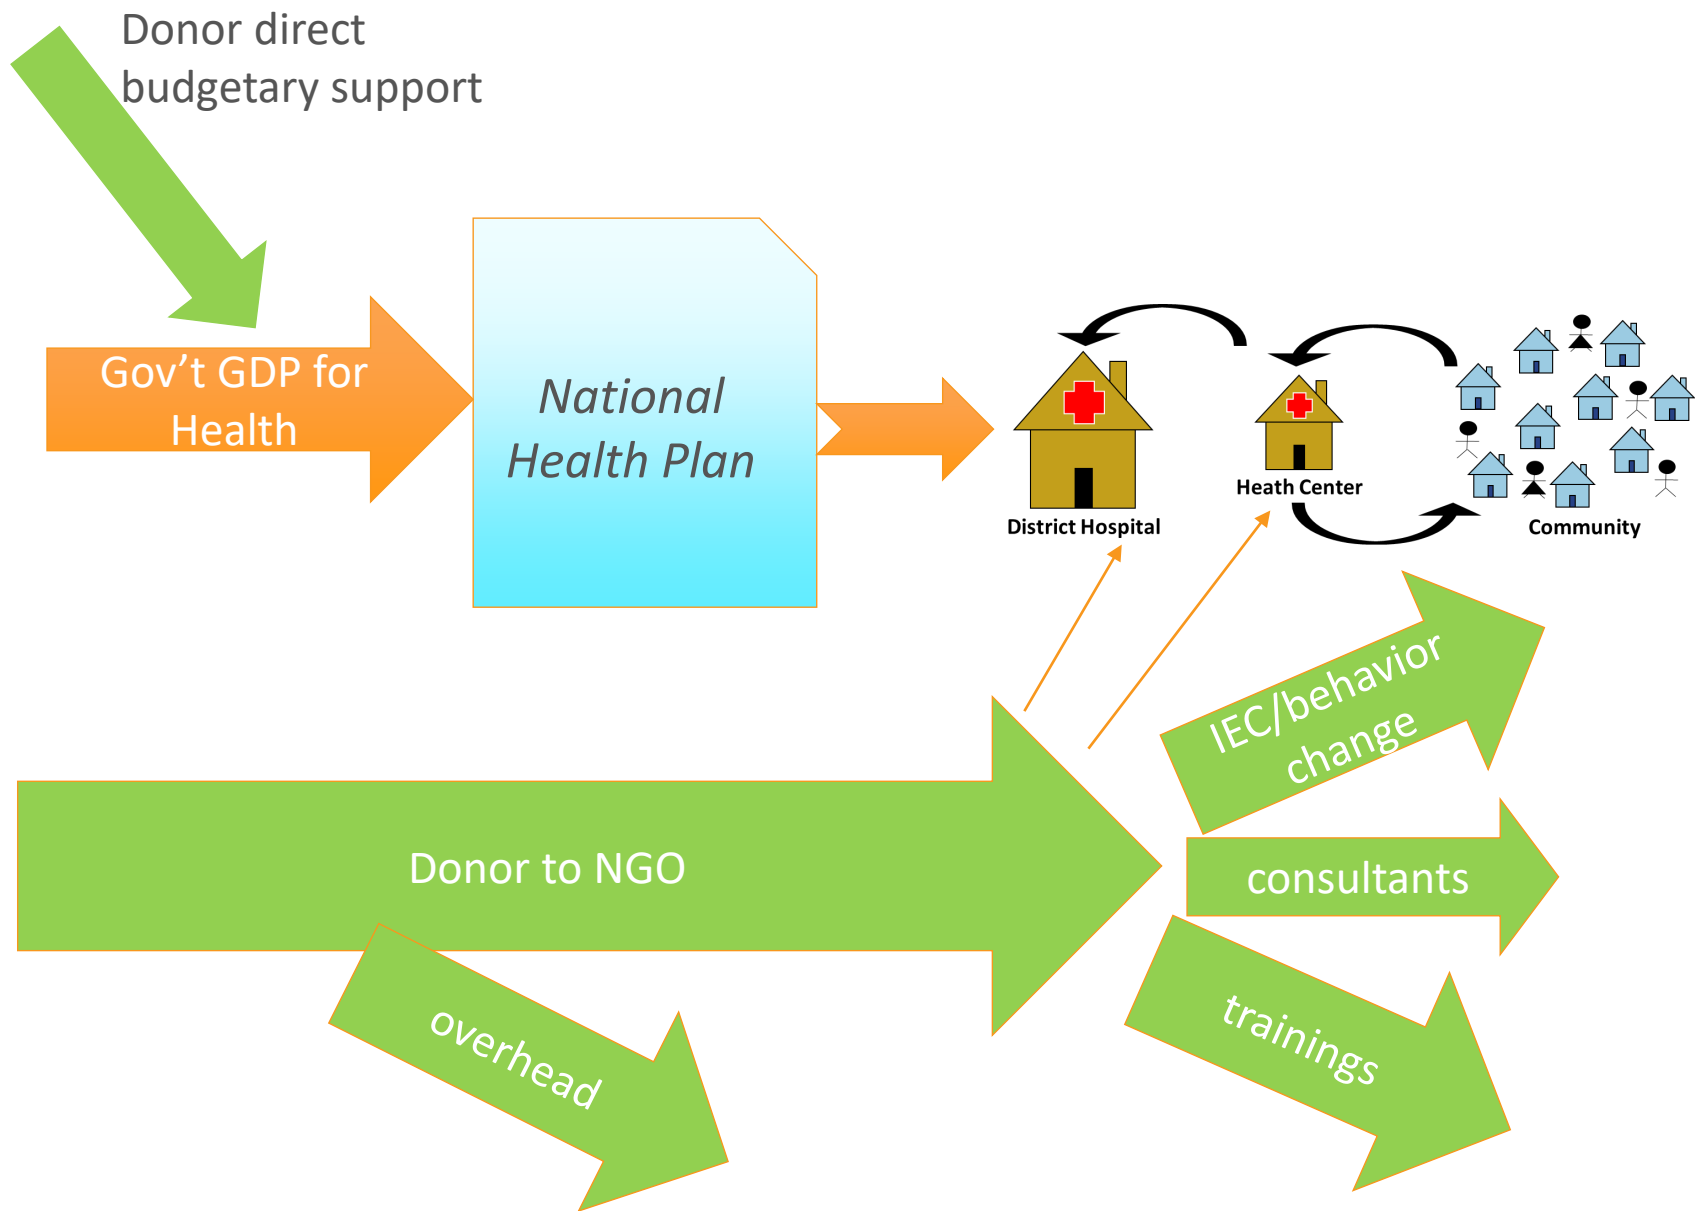 Donor direct
budgetary support
Gov't GDP for
Health
National
Health Plan
District Hospital
Heath Center
Community
IEC/behavior
change
Donor to NGO
consultants
overhead
trainings